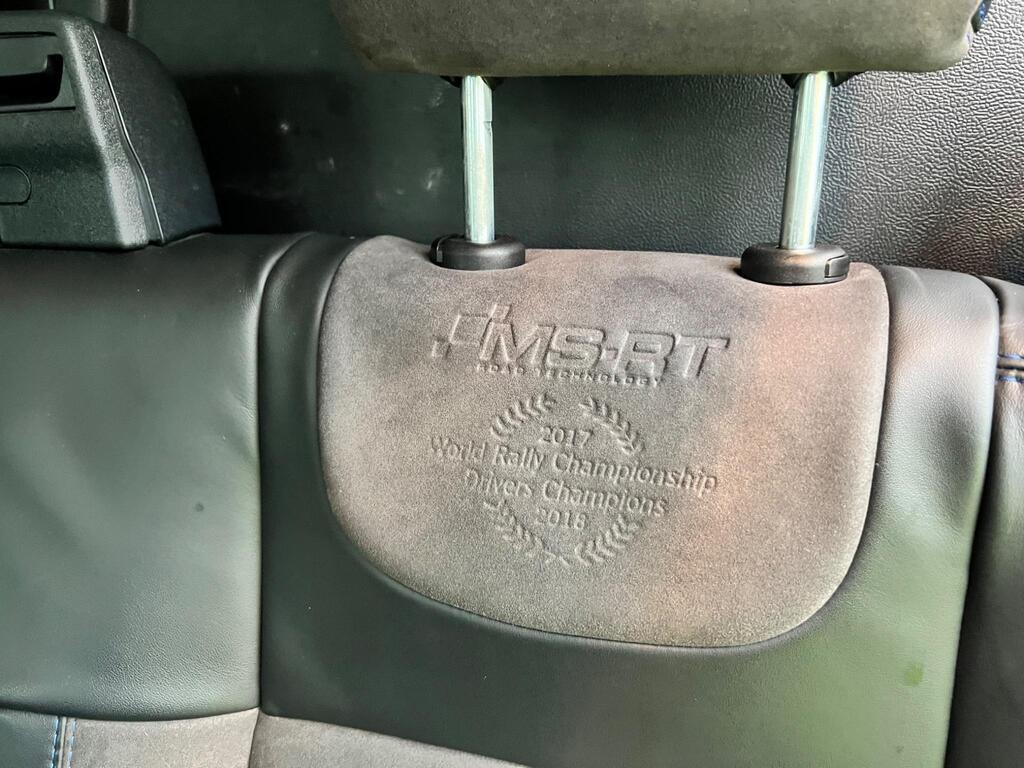 MS-RT
ROAD TECHNOLOGY
2017
World Rally Championship
Drivers Champions
2018